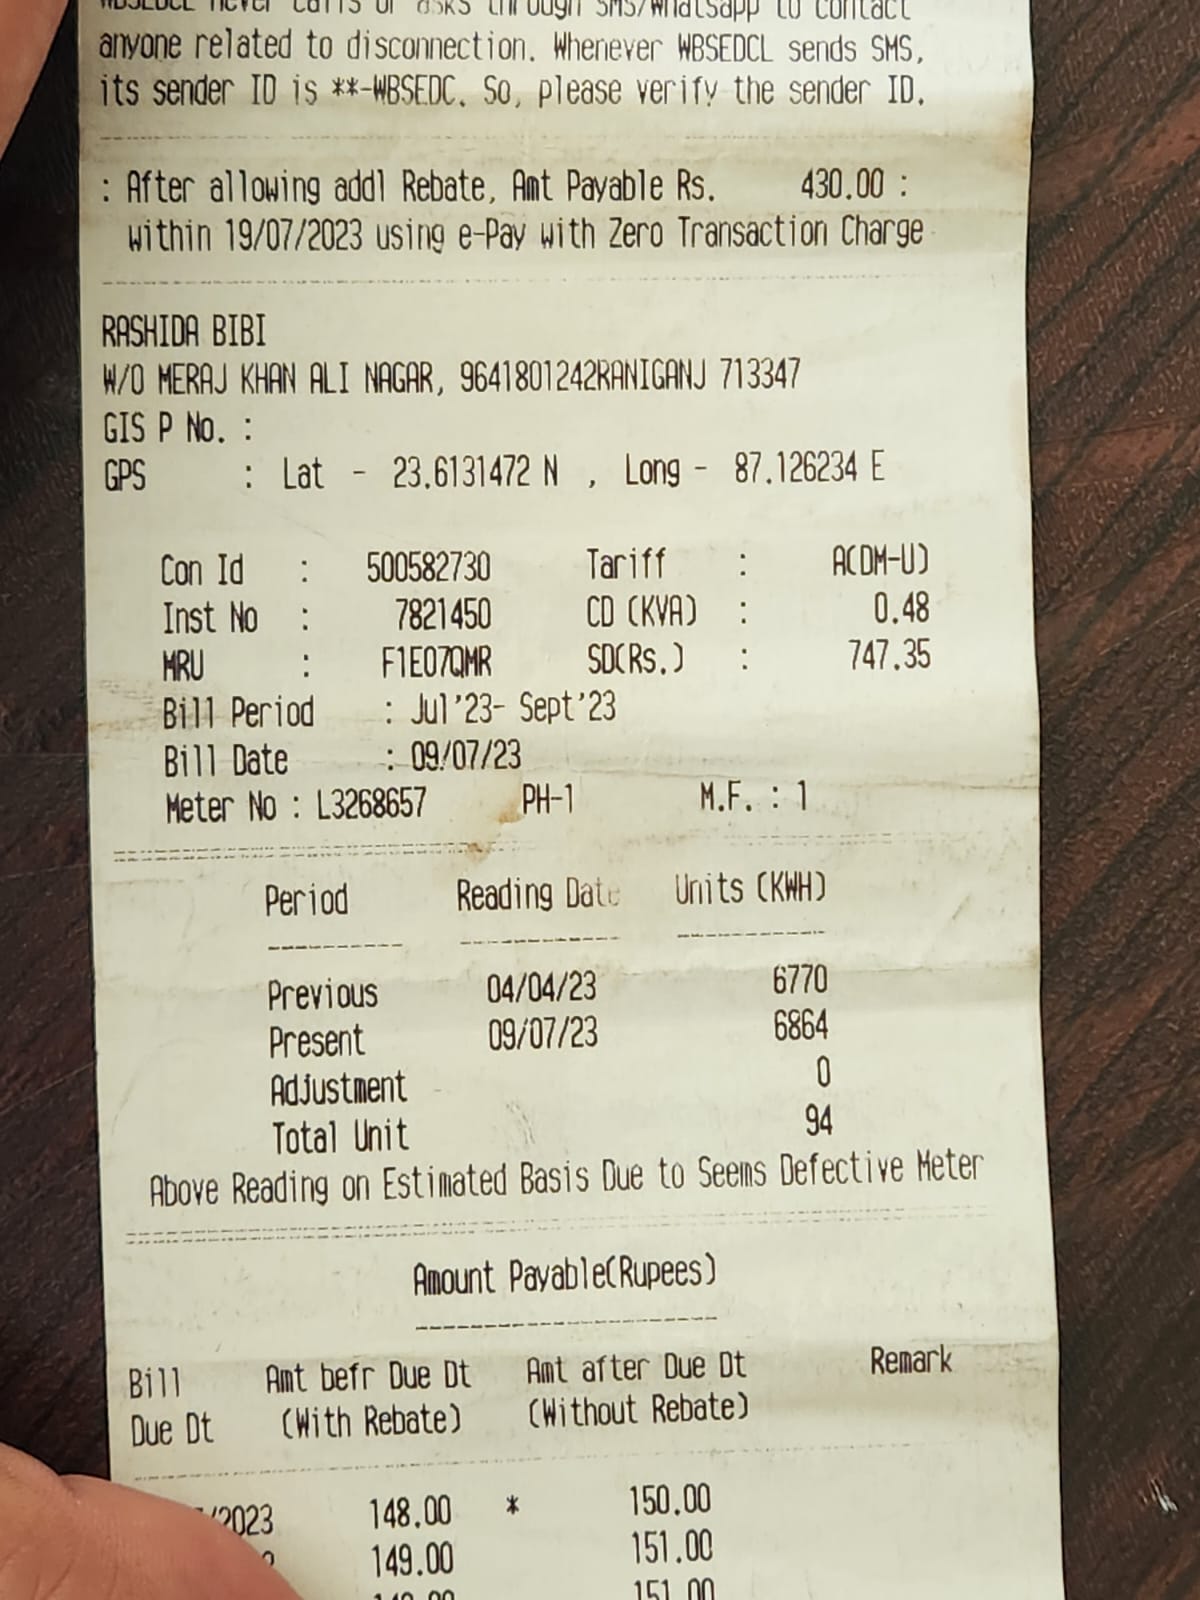 WBSEDCL never calls or asks through SMS/Whatsapp to contact
anyone related to disconnection. Whenever WBSEDCL sends SMS,
its sender ID is **-WBSEDC. So, please verify the sender ID.
: After allowing addl Rebate, Amt Payable Rs. 430.00 :
within 19/07/2023 using e-Pay with Zero Transaction Charge
RASHIDA BIBI
W/O MERAJ KHAN ALI NAGAR, 9641801242RANIGANJ 713347
GIS P No. :
GPS : Lat - 23.6131472 N , Long - 87.126234 E
Con Id : 500582730 Tariff : A(DM-U)
Inst No : 7821450 CD (KVA) : 0.48
MRU : F1E07QMR SD(Rs.) : 747.35
Bill Period : Jul'23- Sept'23
Bill Date : 09/07/23
Meter No : L3268657 PH-1 M.F. : 1
Period Reading Date Units (KWH)
Previous 04/04/23 6770
Present 09/07/23 6864
Adjustment 0
Total Unit 94
Above Reading on Estimated Basis Due to Seems Defective Meter
Amount Payable(Rupees)
Bill Amt befr Due Dt Amt after Due Dt Remark
Due Dt (With Rebate) (Without Rebate)
/2023 148.00 * 150.00
149.00 151.00
151.00